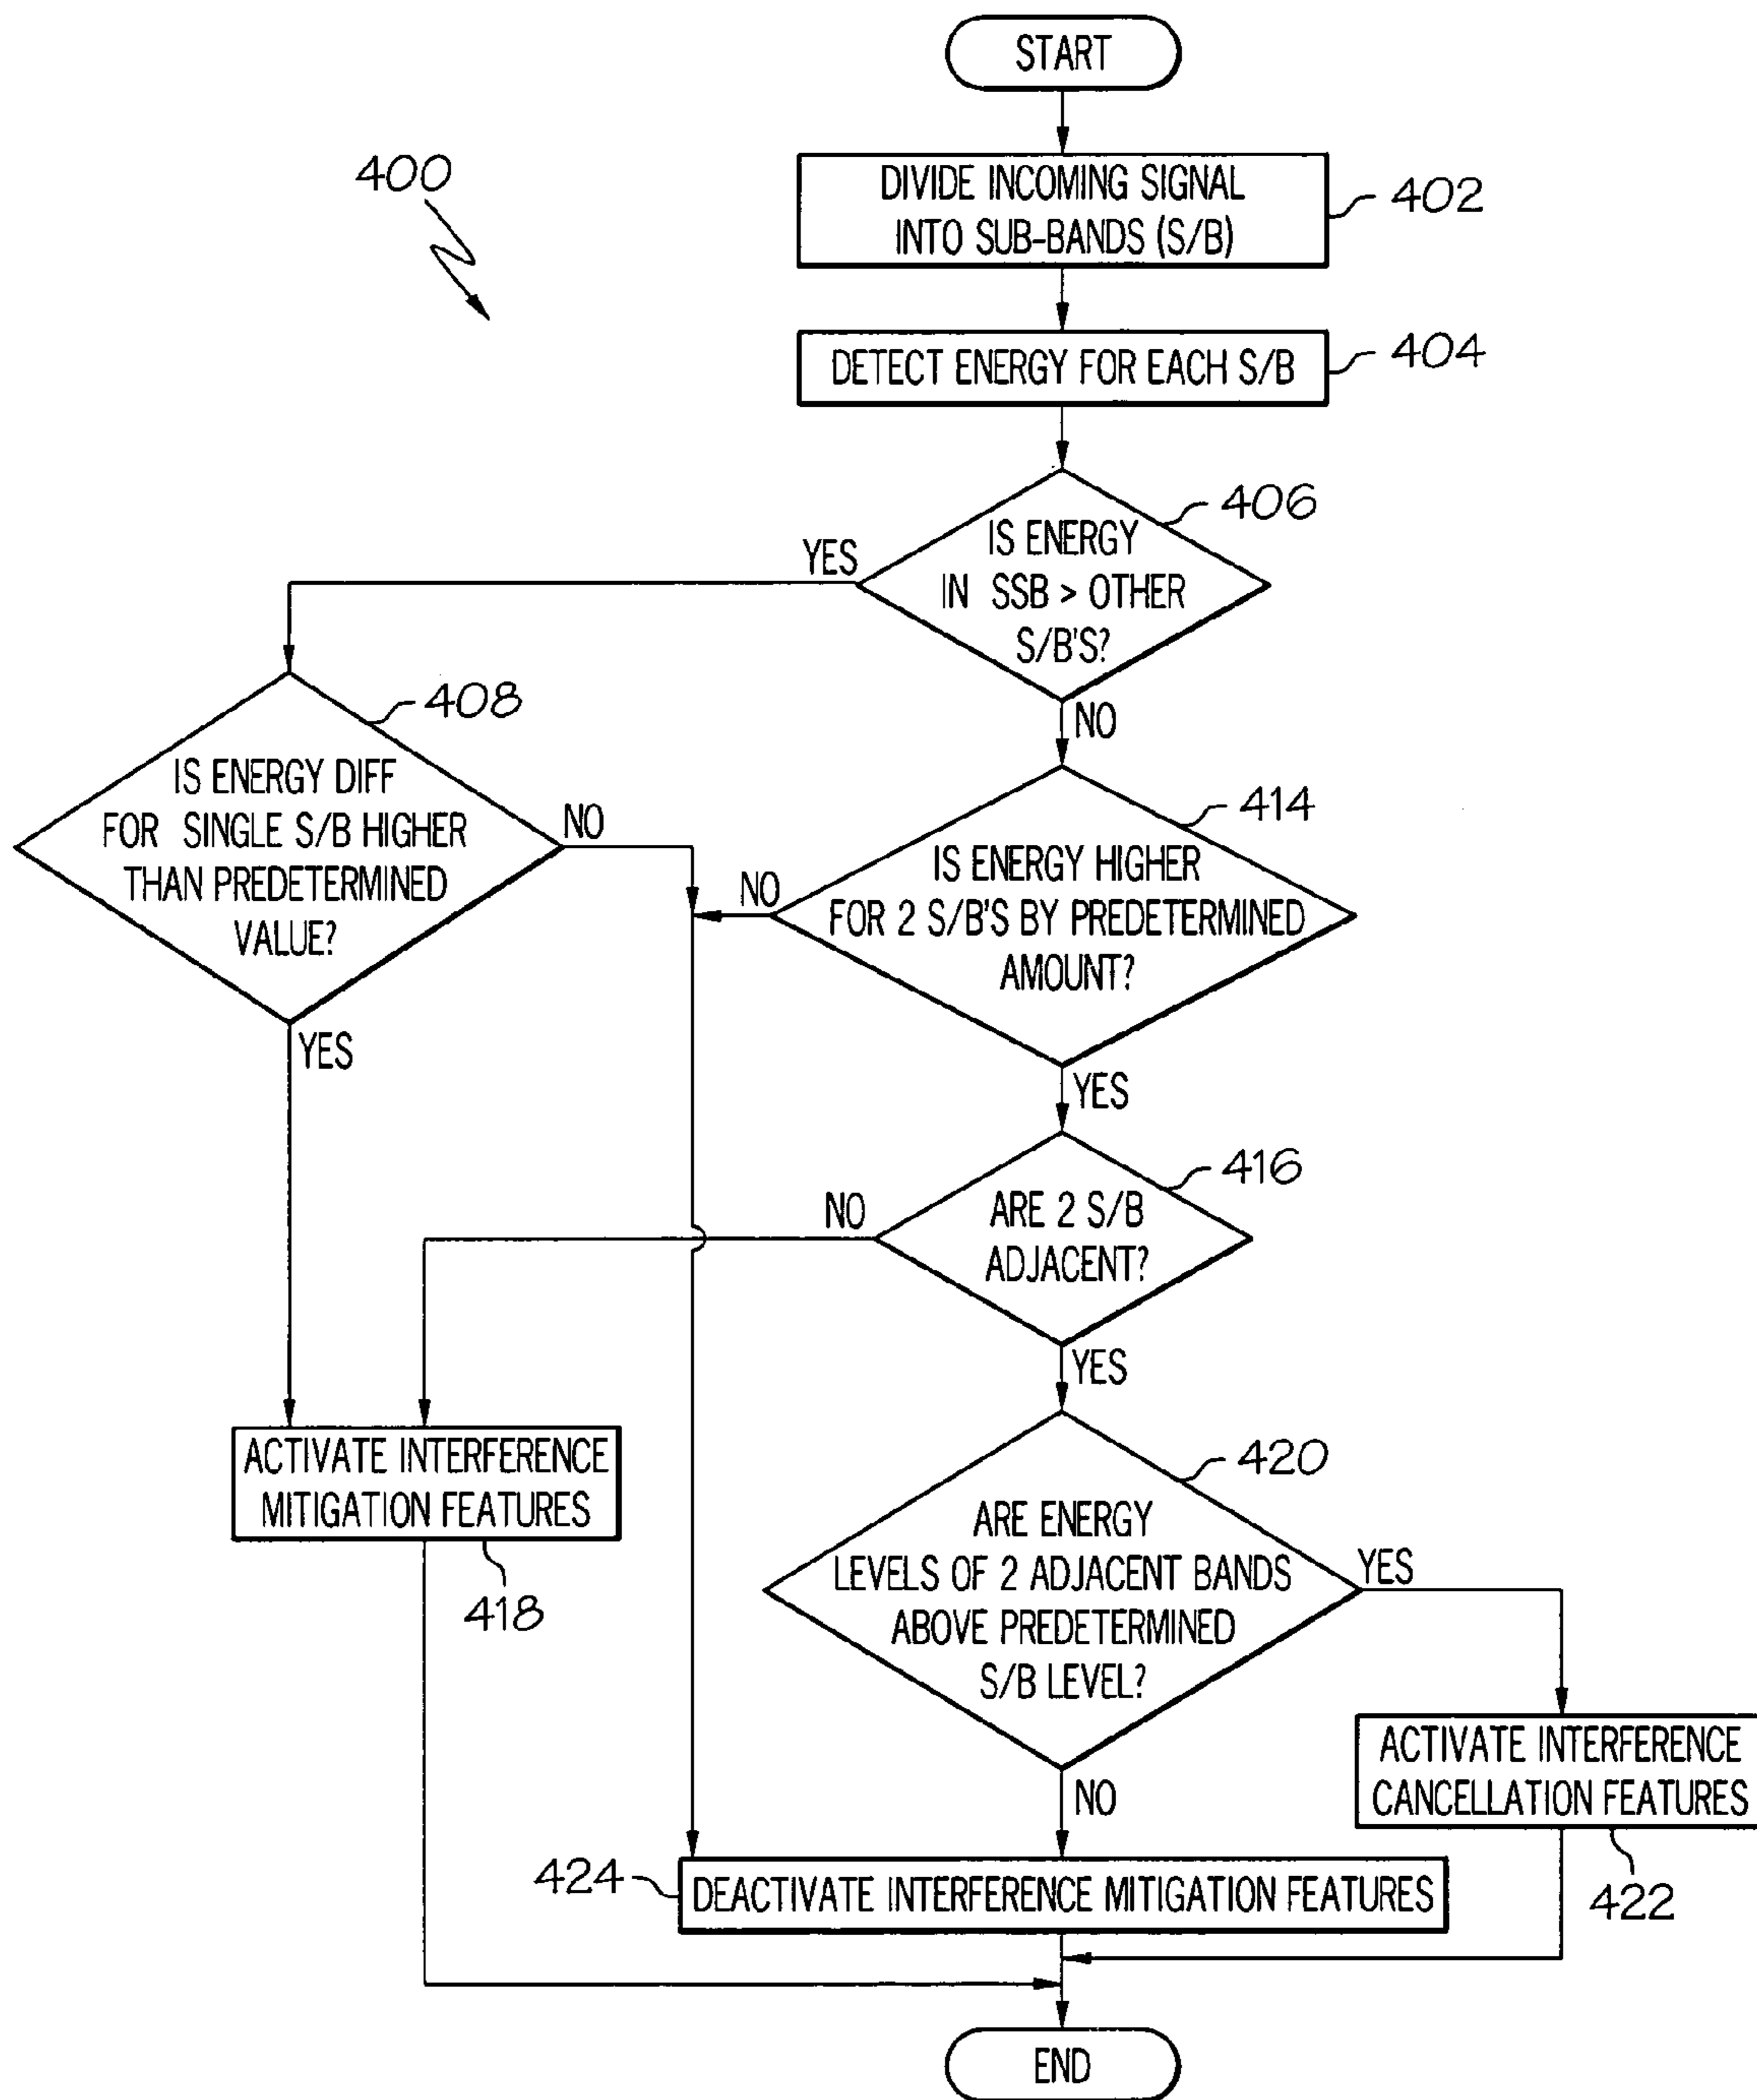 START
400
DIVIDE INCOMING SIGNAL
INTO SUB-BANDS (S/B)
402
DETECT ENERGY FOR EACH S/B
404
406
IS ENERGY
IN SSB > OTHER
S/B'S?
YES
NO
408
IS ENERGY DIFF
FOR SINGLE S/B HIGHER
THAN PREDETERMINED
VALUE?
NO
YES
414
IS ENERGY HIGHER
FOR 2 S/B'S BY PREDETERMINED
AMOUNT?
NO
YES
416
ARE 2 S/B
ADJACENT?
NO
YES
ACTIVATE INTERFERENCE
MITIGATION FEATURES
418
420
ARE ENERGY
LEVELS OF 2 ADJACENT BANDS
ABOVE PREDETERMINED
S/B LEVEL?
YES
NO
ACTIVATE INTERFERENCE
CANCELLATION FEATURES
422
424
DEACTIVATE INTERFERENCE MITIGATION FEATURES
END